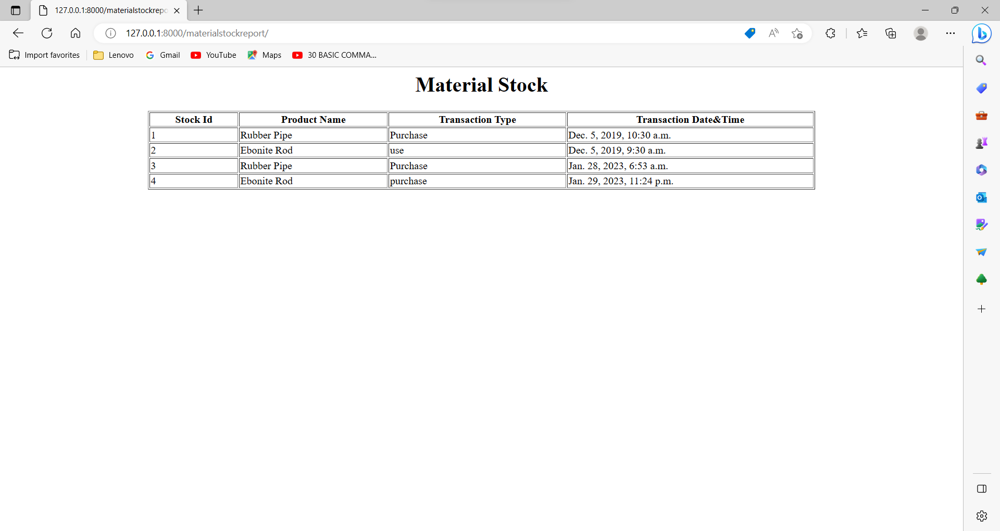 127.0.0.1:8000/materialstockrepo
127.0.0.1:8000/materialstockreport/
Import favorites Lenovo Gmail YouTube Maps 30 BASIC COMMA...
Material Stock
Stock Id Product Name Transaction Type Transaction Date&Time
1 Rubber Pipe Purchase Dec. 5, 2019, 10:30 a.m.
2 Ebonite Rod use Dec. 5, 2019, 9:30 a.m.
3 Rubber Pipe Purchase Jan. 28, 2023, 6:53 a.m.
4 Ebonite Rod purchase Jan. 29, 2023, 11:24 p.m.